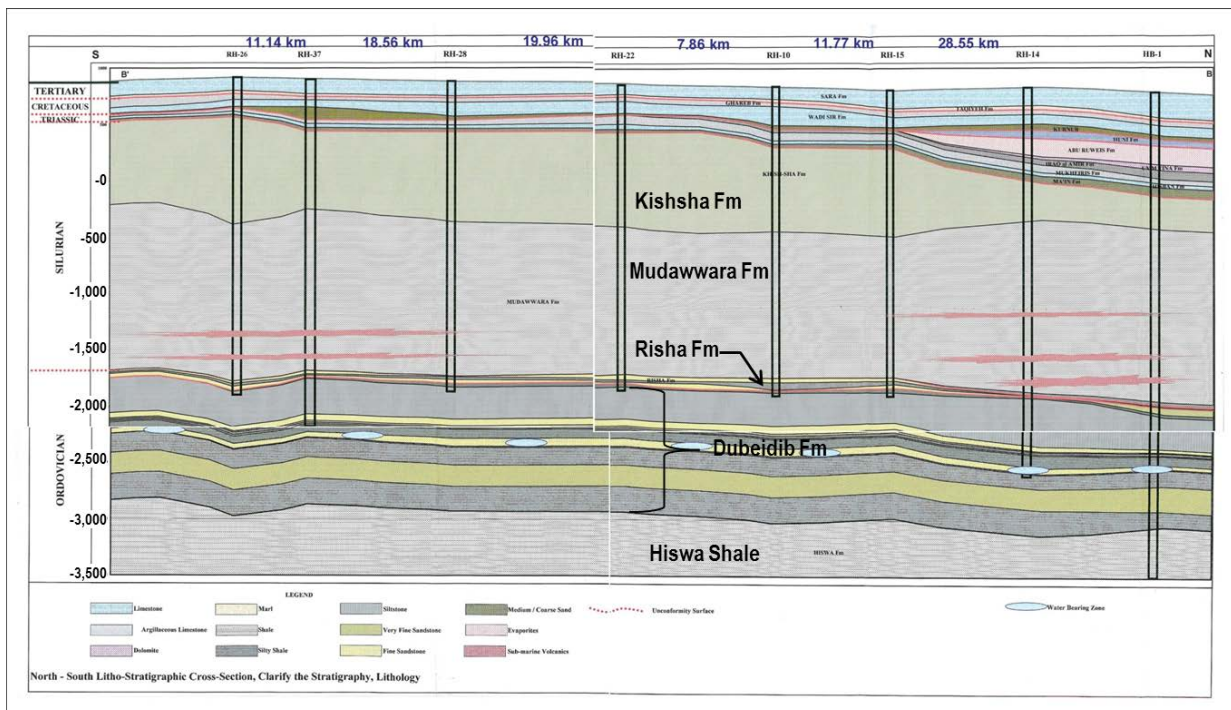 11.14 km 18.56 km 19.96 km 7.86 km 11.77 km 28.55 km
S RH-26 RH-37 RH-28 RH-22 RH-10 RH-15 RH-14 HB-1 N
B' B
TERTIARY
CRETACEOUS
TRIASSIC
SILURIAN
ORDOVICIAN
-0
-500
-1,000
-1,500
-2,000
-2,500
-3,000
-3,500
SARA Fm
GHAREB Fm
TAQIYEH Fm
WADI SIR Fm
KURNUB
HUNI Fm
ABU RUWEIS Fm
MUKHEIRIS Fm
MA'IN Fm
Kishsha Fm
Mudawwara Fm
MUDAWWARA Fm
Risha Fm
RISHA Fm
Dubeidib Fm
Hiswa Shale
HISWA Fm
LEGEND
Limestone Marl Siltstone Medium / Coarse Sand Unconformity Surface Water Bearing Zone
Argillaceous Limestone Shale Very Fine Sandstone Evaporites
Dolomite Silty Shale Fine Sandstone Sub-marine Volcanics
North - South Litho-Stratigraphic Cross-Section, Clarify the Stratigraphy, Lithology